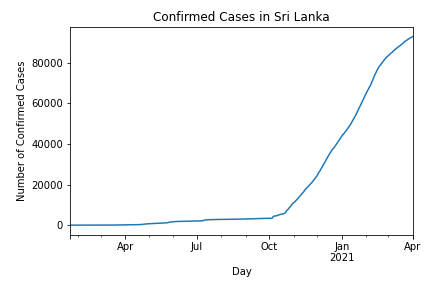 Confirmed Cases in Sri Lanka
Number of Confirmed Cases
80000
60000
40000
20000
0
Apr
Jul
Oct
Jan
2021
Apr
Day